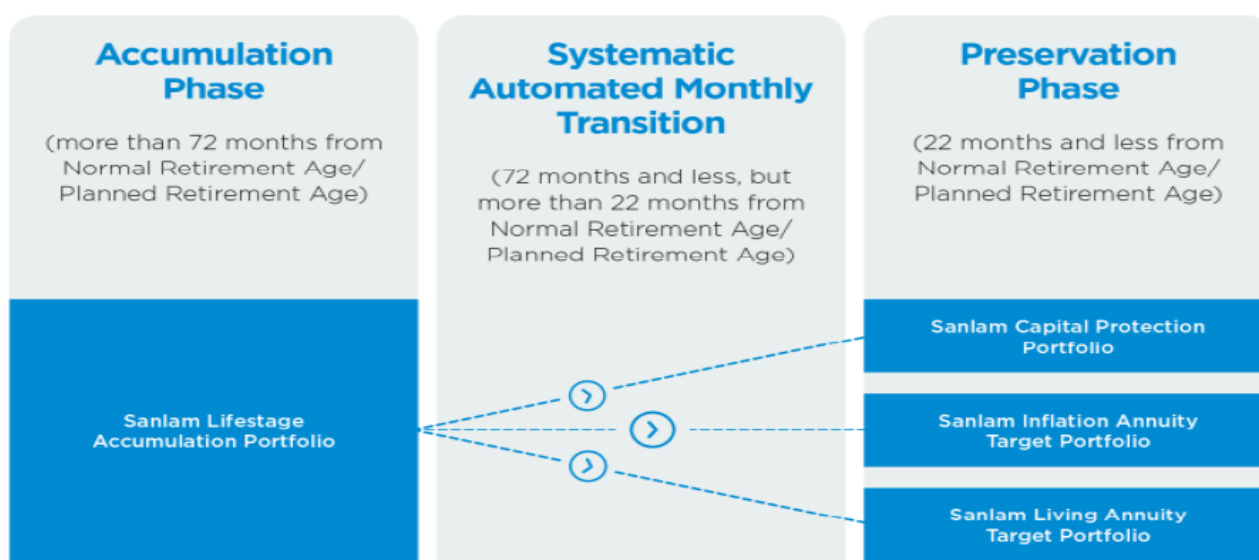 Accumulation
Phase
(more than 72 months from
Normal Retirement Age/
Planned Retirement Age)
Sanlam Lifestage
Accumulation Portfolio
Systematic
Automated Monthly
Transition
(72 months and less, but
more than 22 months from
Normal Retirement Age/
Planned Retirement Age)
Preservation
Phase
(22 months and less from
Normal Retirement Age/
Planned Retirement Age)
Sanlam Capital Protection
Portfolio
Sanlam Inflation Annuity
Target Portfolio
Sanlam Living Annuity
Target Portfolio